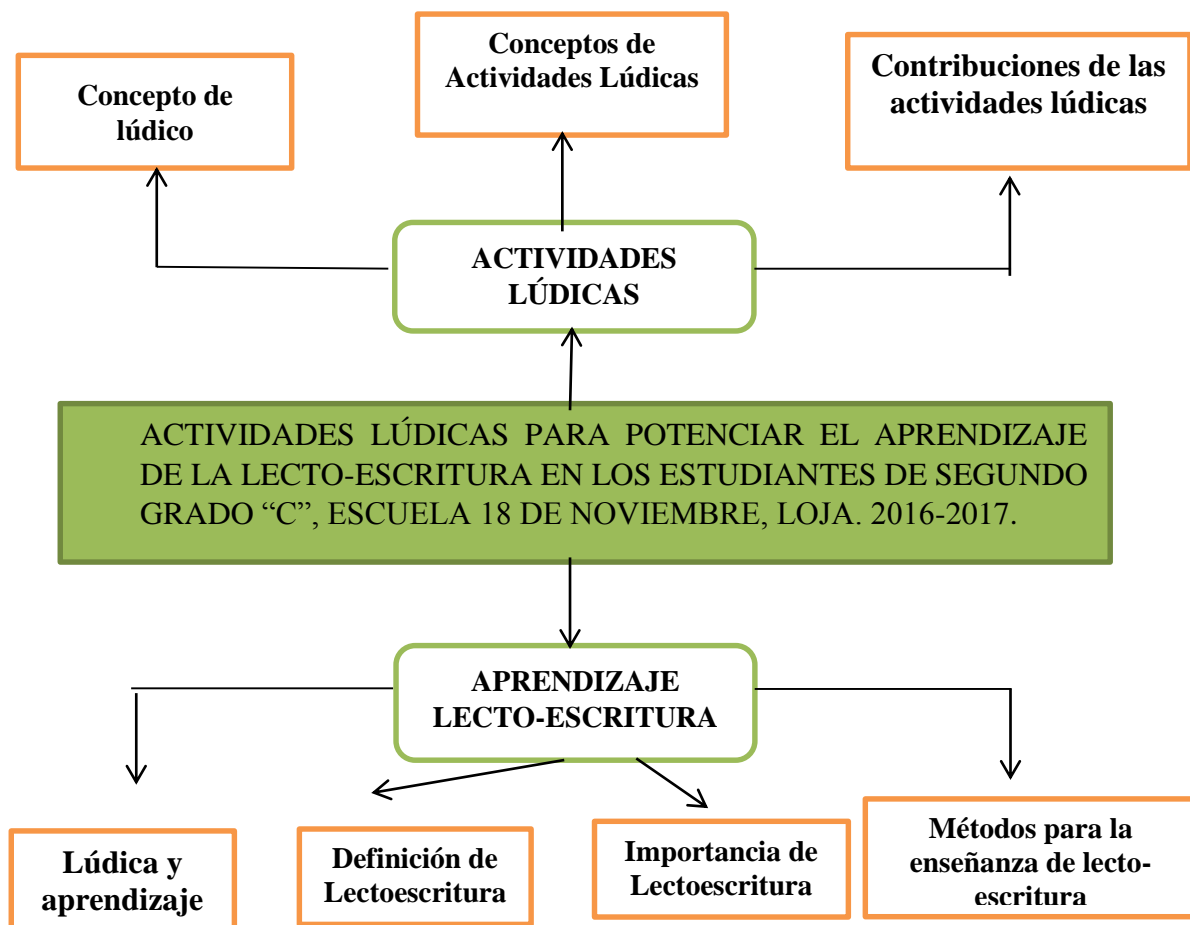 Concepto de
lúdico
Conceptos de
Actividades Lúdicas
Contribuciones de las
actividades lúdicas
ACTIVIDADES
LÚDICAS
ACTIVIDADES LÚDICAS PARA POTENCIAR EL APRENDIZAJE
DE LA LECTO-ESCRITURA EN LOS ESTUDIANTES DE SEGUNDO
GRADO “C”, ESCUELA 18 DE NOVIEMBRE, LOJA. 2016-2017.
APRENDIZAJE
LECTO-ESCRITURA
Lúdica y
aprendizaje
Definición de
Lectoescritura
Importancia de
Lectoescritura
Métodos para la
enseñanza de lecto-
escritura